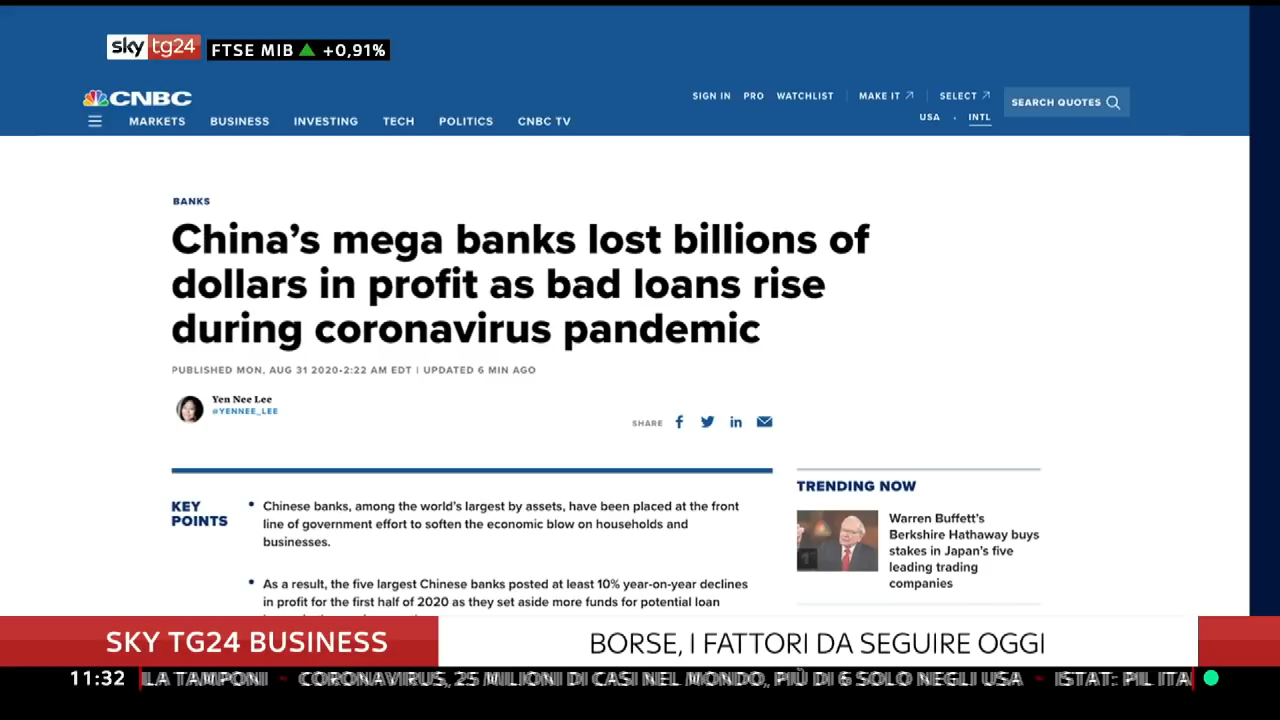 sky tg24
FTSE MIB +0,91%
CNBC
SIGN IN PRO WATCHLIST MAKE IT SELECT
USA · INTL
SEARCH QUOTES
MARKETS BUSINESS INVESTING TECH POLITICS CNBC TV
BANKS
China's mega banks lost billions of
dollars in profit as bad loans rise
during coronavirus pandemic
PUBLISHED MON, AUG 31 2020•2:22 AM EDT | UPDATED 6 MIN AGO
Yen Nee Lee
@YENNEE_LEE
SHARE
KEY
POINTS
• Chinese banks, among the world's largest by assets, have been placed at the front
line of government effort to soften the economic blow on households and
businesses.
• As a result, the five largest Chinese banks posted at least 10% year-on-year declines
in profit for the first half of 2020 as they set aside more funds for potential loan
TRENDING NOW
Warren Buffett's
Berkshire Hathaway buys
stakes in Japan's five
leading trading
companies
SKY TG24 BUSINESS
BORSE, I FATTORI DA SEGUIRE OGGI
11:32 LA TAMPONI - CORONAVIRUS, 25 MILIONI DI CASI NEL MONDO, PIÙ DI 6 SOLO NEGLI USA - ISTAT: PIL ITA